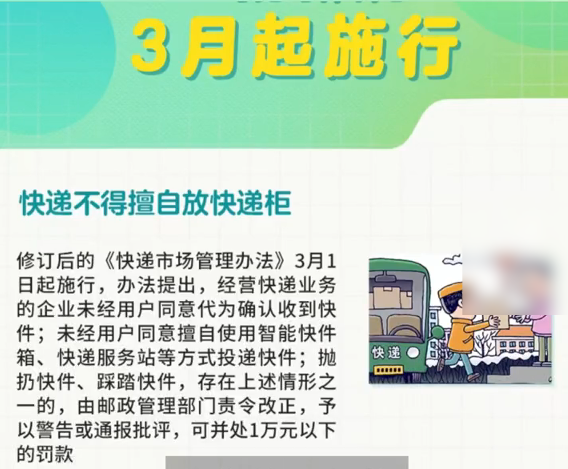 3月起施行
快递不得擅自放快递柜
修订后的《快递市场管理办法》3月1
日起施行，办法提出，经营快递业务
的企业未经用户同意代为确认收到快
件；未经用户同意擅自使用智能快件
箱、快递服务站等方式投递快件；抛
扔快件、踩踏快件，存在上述情形之
一的，由邮政管理部门责令改正，予
以警告或通报批评，可并处1万元以下
的罚款
快递